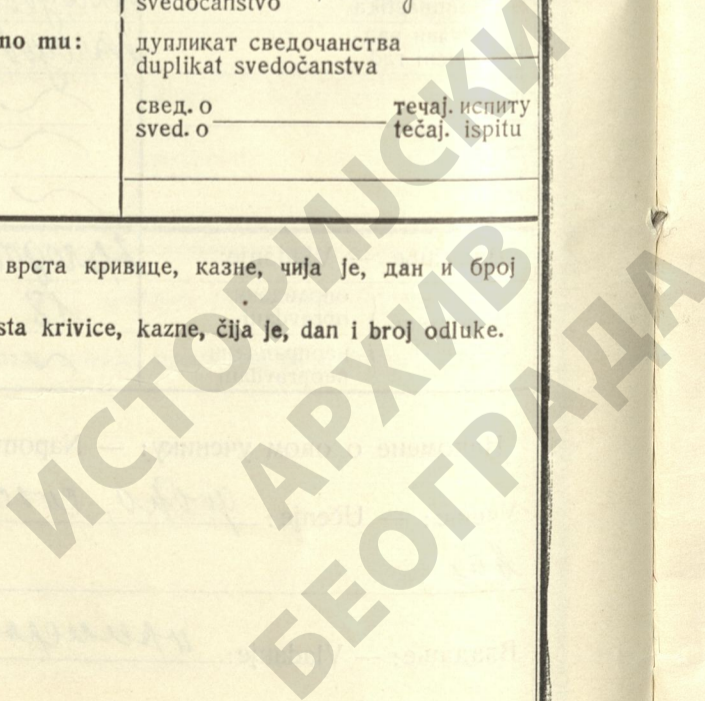 svedočanstvo
no mu:
дупликат сведочанства
duplikat svedočanstva
свед. о течај. испиту
sved. o tečaj. ispitu
врста кривице, казне, чија је, дан и број
sta krivice, kazne, čija je, dan i broj odluke.
ИСТОРИЈСКИ
АРХИВ
БЕОГРАДА